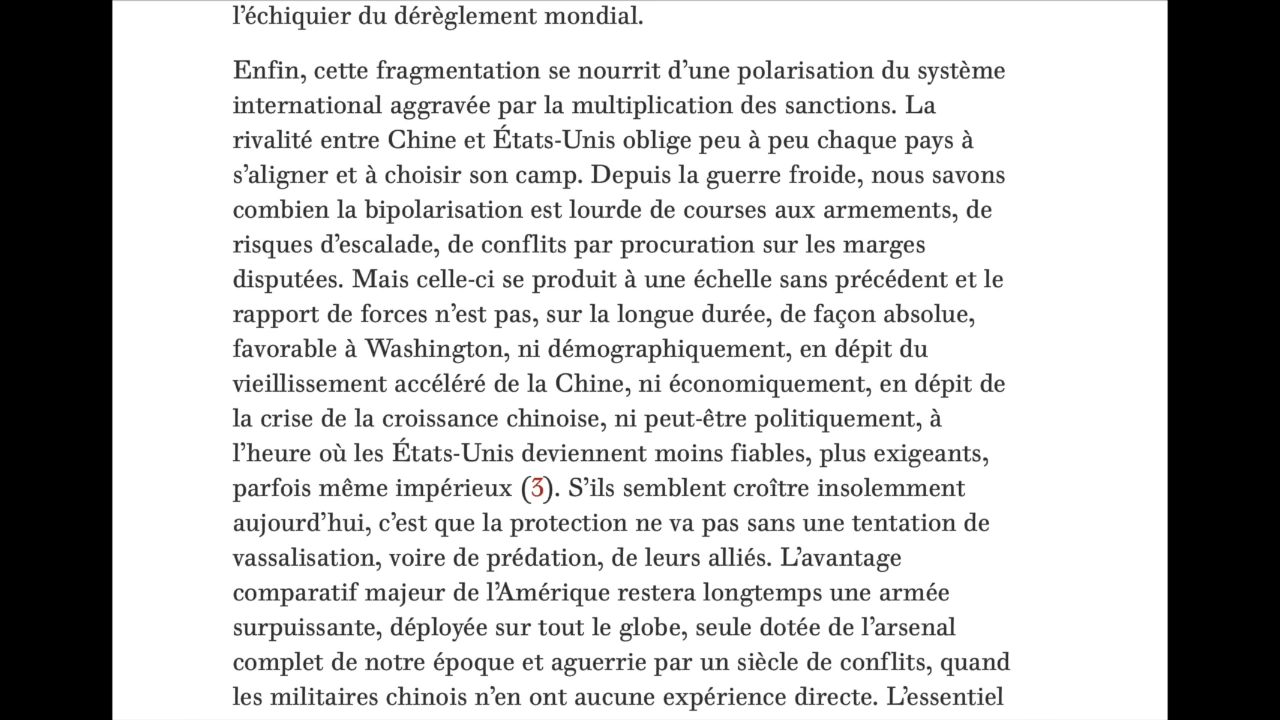 l’échiquier du dérèglement mondial.
Enfin, cette fragmentation se nourrit d’une polarisation du système
international aggravée par la multiplication des sanctions. La
rivalité entre Chine et États-Unis oblige peu à peu chaque pays à
s’aligner et à choisir son camp. Depuis la guerre froide, nous savons
combien la bipolarisation est lourde de courses aux armements, de
risques d’escalade, de conflits par procuration sur les marges
disputées. Mais celle-ci se produit à une échelle sans précédent et le
rapport de forces n’est pas, sur la longue durée, de façon absolue,
favorable à Washington, ni démographiquement, en dépit du
vieillissement accéléré de la Chine, ni économiquement, en dépit de
la crise de la croissance chinoise, ni peut-être politiquement, à
l’heure où les États-Unis deviennent moins fiables, plus exigeants,
parfois même impérieux (3). S’ils semblent croître insolemment
aujourd’hui, c’est que la protection ne va pas sans une tentation de
vassalisation, voire de prédation, de leurs alliés. L’avantage
comparatif majeur de l’Amérique restera longtemps une armée
surpuissante, déployée sur tout le globe, seule dotée de l’arsenal
complet de notre époque et aguerrie par un siècle de conflits, quand
les militaires chinois n’en ont aucune expérience directe. L’essentiel